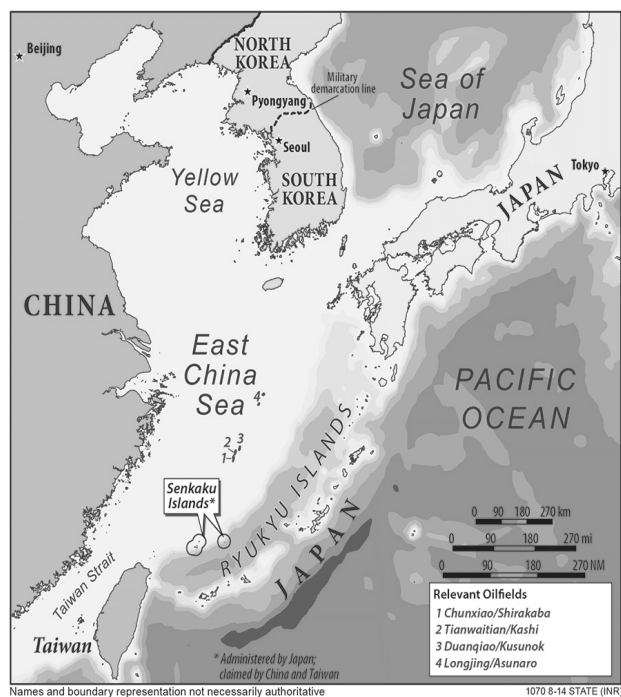 Beijing
NORTH
KOREA
Military
demarcation line
Pyongyang
Seoul
Sea of
Japan
Yellow
Sea
SOUTH
KOREA
Tokyo
JAPAN
CHINA
East
China
Sea
4
2 3
1
PACIFIC
OCEAN
Senkaku
Islands*
RYUKYU ISLANDS
JAPAN
0 90 180 270 km
0 90 180 270 mi
0 90 180 270 NM
Taiwan Strait
Taiwan
Relevant Oilfields
1 Chunxiao/Shirakaba
2 Tianwaitian/Kashi
3 Duanqiao/Kusunok
4 Longjing/Asunaro
* Administered by Japan;
claimed by China and Taiwan
Names and boundary representation not necessarily authoritative
1070 8-14 STATE (INR)